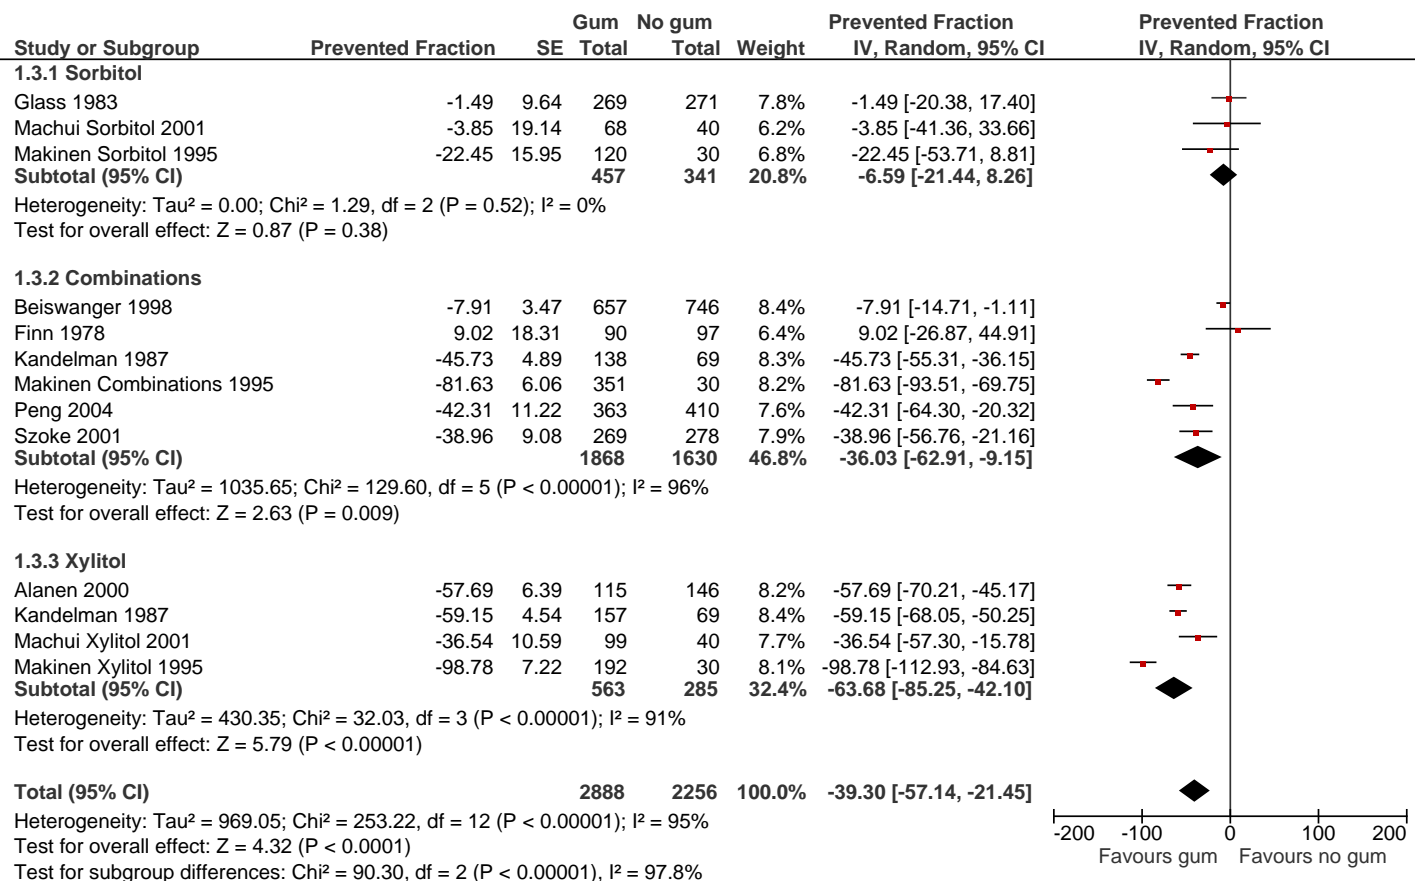 Gum No gum Prevented Fraction Prevented Fraction
Study or Subgroup Prevented Fraction SE Total Total Weight IV, Random, 95% CI IV, Random, 95% CI
1.3.1 Sorbitol
Glass 1983 -1.49 9.64 269 271 7.8% -1.49 [-20.38, 17.40]
Machui Sorbitol 2001 -3.85 19.14 68 40 6.2% -3.85 [-41.36, 33.66]
Makinen Sorbitol 1995 -22.45 15.95 120 30 6.8% -22.45 [-53.71, 8.81]
Subtotal (95% CI) 457 341 20.8% -6.59 [-21.44, 8.26]
Heterogeneity: Tau² = 0.00; Chi² = 1.29, df = 2 (P = 0.52); I² = 0%
Test for overall effect: Z = 0.87 (P = 0.38)
1.3.2 Combinations
Beiswanger 1998 -7.91 3.47 657 746 8.4% -7.91 [-14.71, -1.11]
Finn 1978 9.02 18.31 90 97 6.4% 9.02 [-26.87, 44.91]
Kandelman 1987 -45.73 4.89 138 69 8.3% -45.73 [-55.31, -36.15]
Makinen Combinations 1995 -81.63 6.06 351 30 8.2% -81.63 [-93.51, -69.75]
Peng 2004 -42.31 11.22 363 410 7.6% -42.31 [-64.30, -20.32]
Szoke 2001 -38.96 9.08 269 278 7.9% -38.96 [-56.76, -21.16]
Subtotal (95% CI) 1868 1630 46.8% -36.03 [-62.91, -9.15]
Heterogeneity: Tau² = 1035.65; Chi² = 129.60, df = 5 (P < 0.00001); I² = 96%
Test for overall effect: Z = 2.63 (P = 0.009)
1.3.3 Xylitol
Alanen 2000 -57.69 6.39 115 146 8.2% -57.69 [-70.21, -45.17]
Kandelman 1987 -59.15 4.54 157 69 8.4% -59.15 [-68.05, -50.25]
Machui Xylitol 2001 -36.54 10.59 99 40 7.7% -36.54 [-57.30, -15.78]
Makinen Xylitol 1995 -98.78 7.22 192 30 8.1% -98.78 [-112.93, -84.63]
Subtotal (95% CI) 563 285 32.4% -63.68 [-85.25, -42.10]
Heterogeneity: Tau² = 430.35; Chi² = 32.03, df = 3 (P < 0.00001); I² = 91%
Test for overall effect: Z = 5.79 (P < 0.00001)
Total (95% CI) 2888 2256 100.0% -39.30 [-57.14, -21.45]
Heterogeneity: Tau² = 969.05; Chi² = 253.22, df = 12 (P < 0.00001); I² = 95%
Test for overall effect: Z = 4.32 (P < 0.0001)
Test for subgroup differences: Chi² = 90.30, df = 2 (P < 0.00001), I² = 97.8%
-200 -100 0 100 200
Favours gum Favours no gum